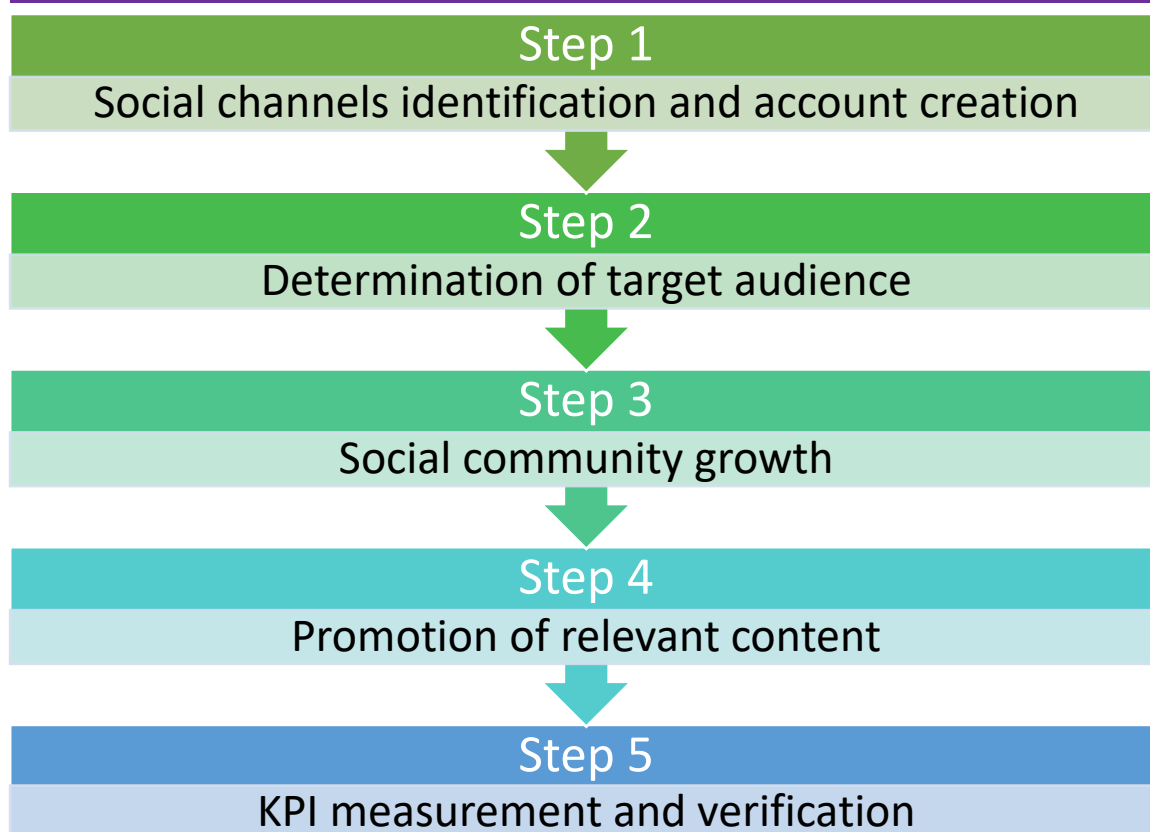 Step 1
Social channels identification and account creation
Step 2
Determination of target audience
Step 3
Social community growth
Step 4
Promotion of relevant content
Step 5
KPI measurement and verification